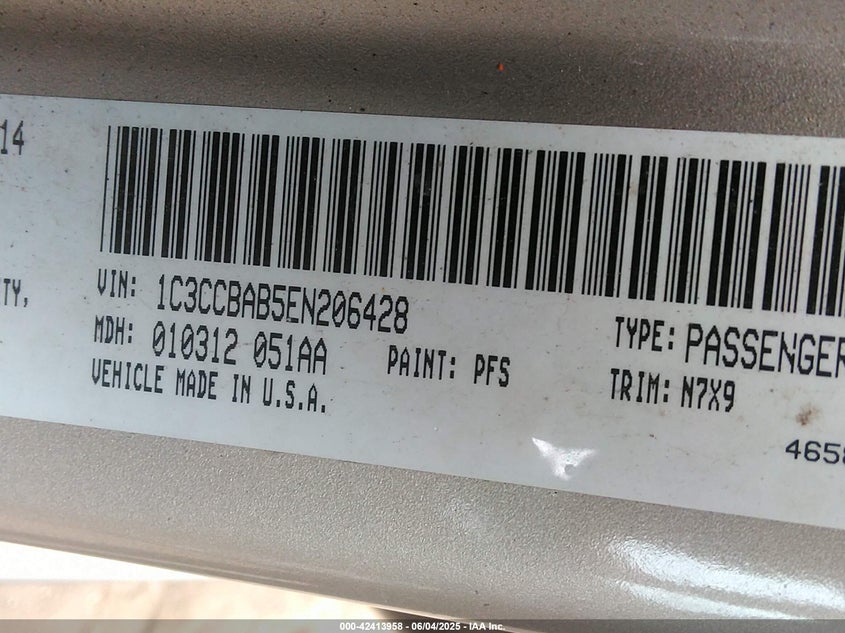 14
TY,
VIN: 1C3CCBAB5EN206428
MDH: 010312 051AA
VEHICLE MADE IN U.S.A.
PAINT: PFS
TYPE: PASSENGER
TRIM: N7X9
4658
000-42413958 - 06/04/2025 - IAA Inc.